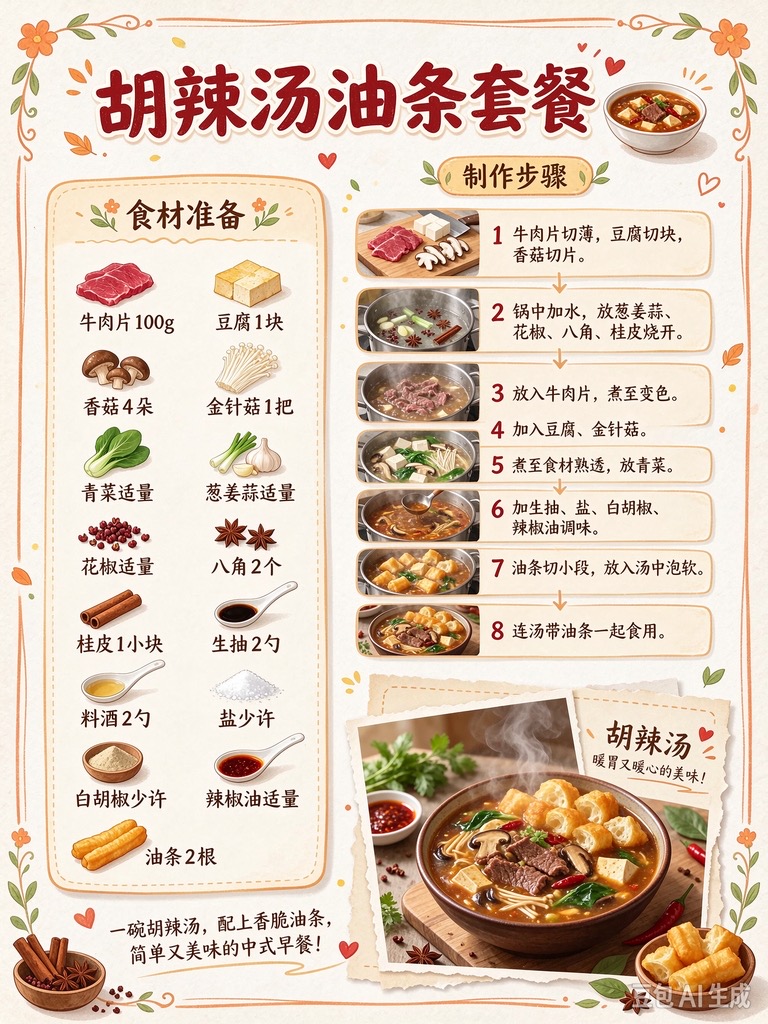 胡辣汤油条套餐
食材准备
牛肉片100g
豆腐1块
香菇4朵
金针菇1把
青菜适量
葱姜蒜适量
花椒适量
八角2个
桂皮1小块
生抽2勺
料酒2勺
盐少许
白胡椒少许
辣椒油适量
油条2根
一碗胡辣汤，配上香脆油条，
简单又美味的中式早餐！
制作步骤
1 牛肉片切薄，豆腐切块，
香菇切片。
2 锅中加水，放葱姜蒜、
花椒、八角、桂皮烧开。
3 放入牛肉片，煮至变色。
4 加入豆腐、金针菇。
5 煮至食材熟透，放青菜。
6 加生抽、盐、白胡椒、
辣椒油调味。
7 油条切小段，放入汤中泡软。
8 连汤带油条一起食用。
胡辣汤
暖胃又暖心的美味！
豆包AI生成